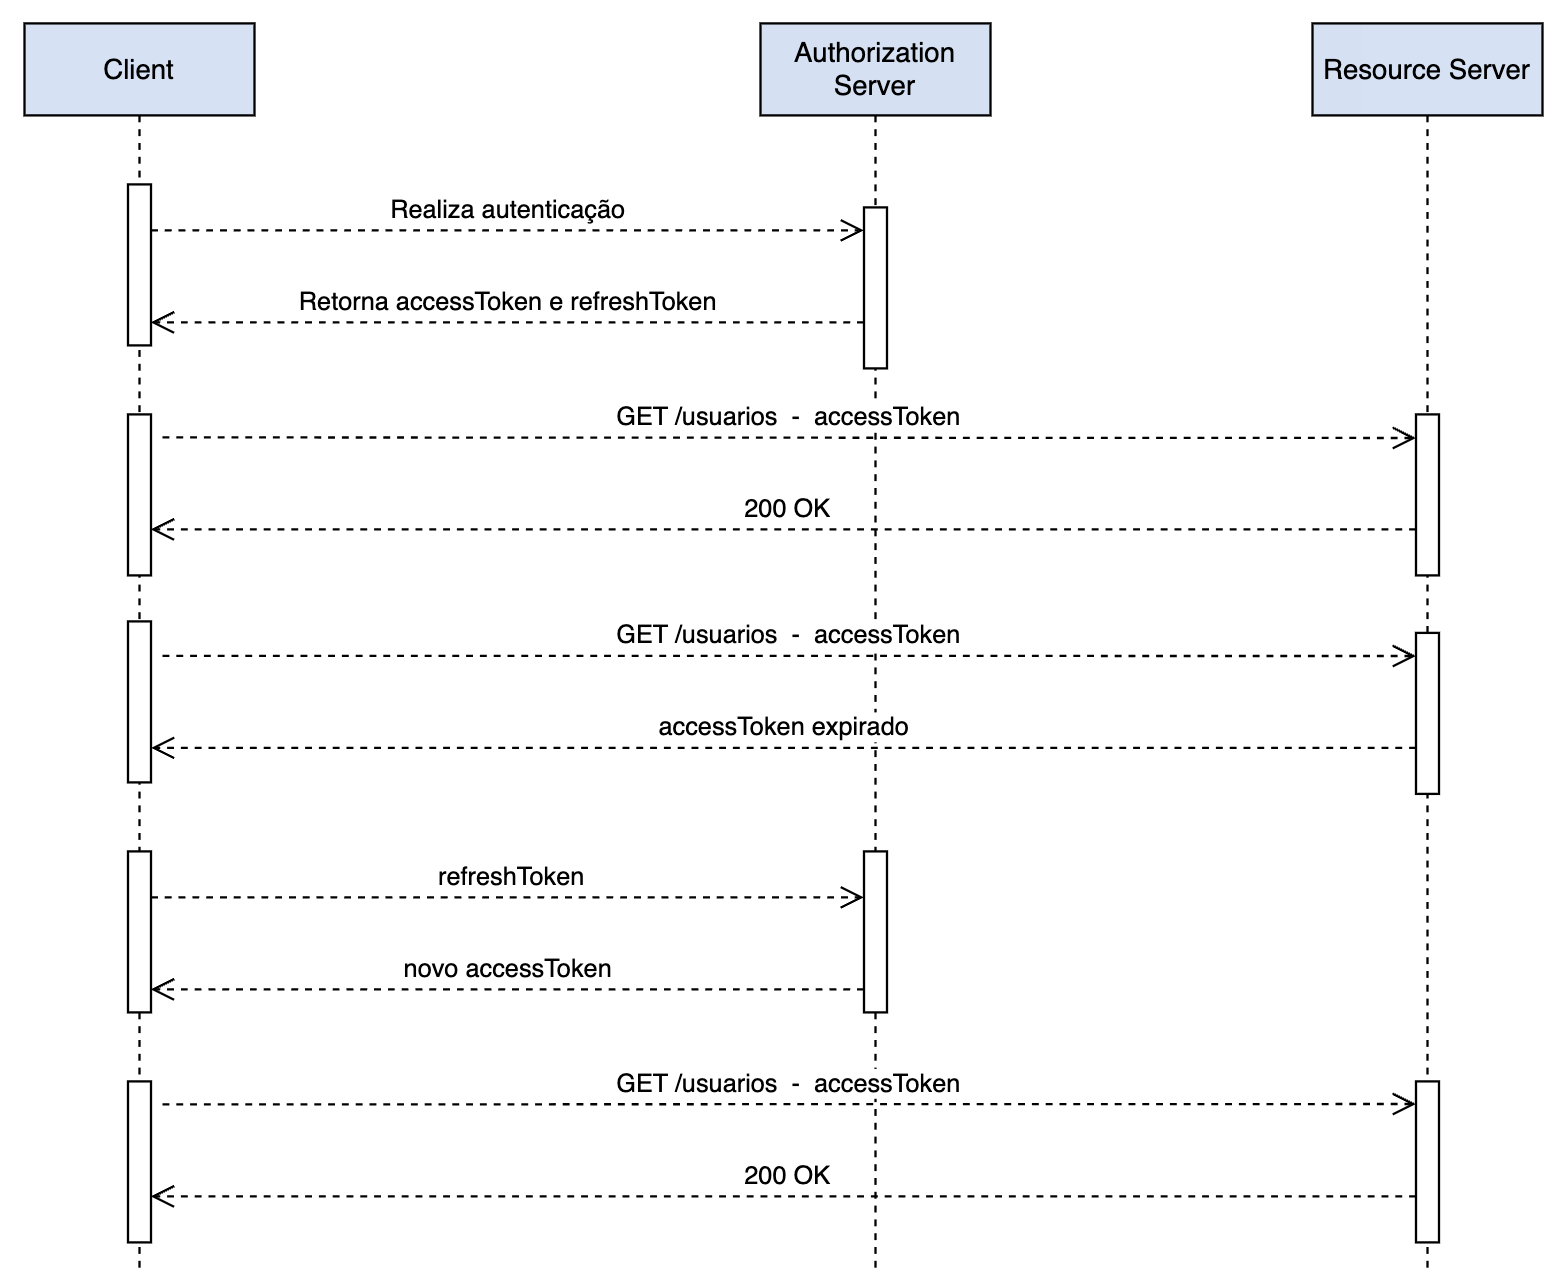 Client
Authorization
Server
Resource Server
Realiza autenticação
Retorna accessToken e refreshToken
GET /usuarios - accessToken
200 OK
GET /usuarios - accessToken
accessToken expirado
refreshToken
novo accessToken
GET /usuarios - accessToken
200 OK